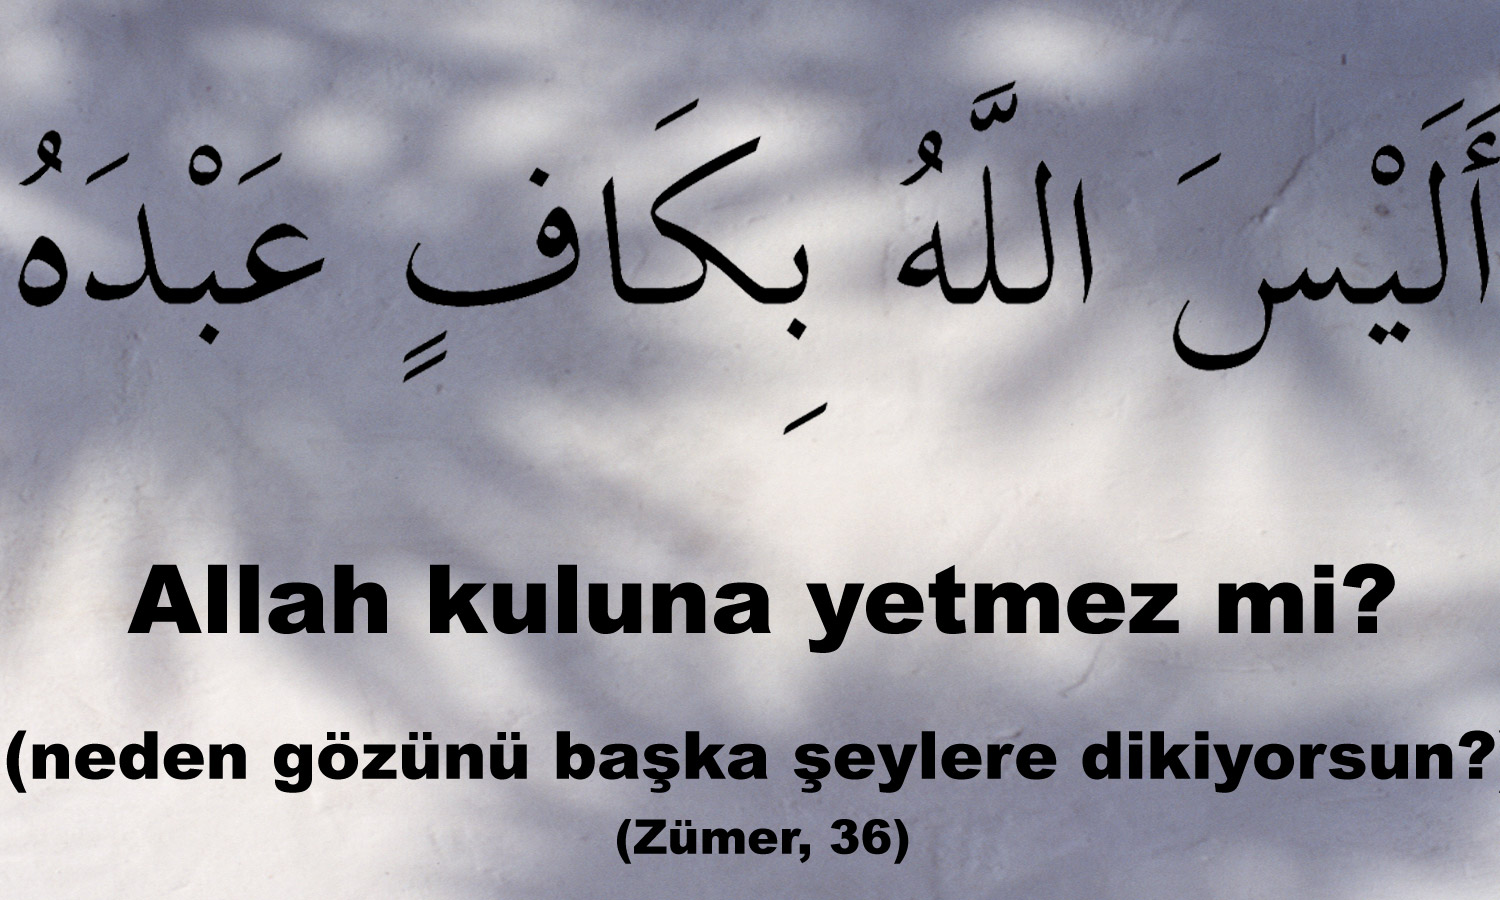 أَلَيْسَ اللَّهُ بِكَافٍ عَبْدَهُ
Allah kuluna yetmez mi?
(neden gözünü başka şeylere dikiyorsun?)
(Zümer, 36)